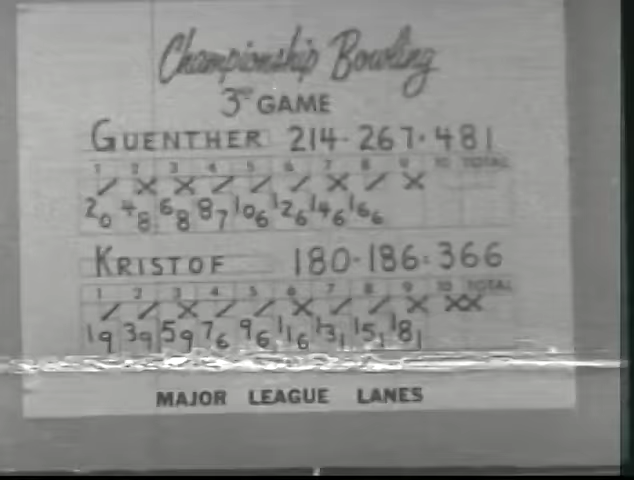 Championship Bowling
3RD GAME
GUENTHER 214-267-481
1 2 3 4 5 6 7 8 9 10 TOTAL
/ X X / / / X / X
20 48 68 87 106 126 146 166
KRISTOF 180-186=366
1 2 3 4 5 6 7 8 9 10 TOTAL
/ / X / / X / / X XX
19 39 59 76 96 116 131 151 181
MAJOR LEAGUE LANES